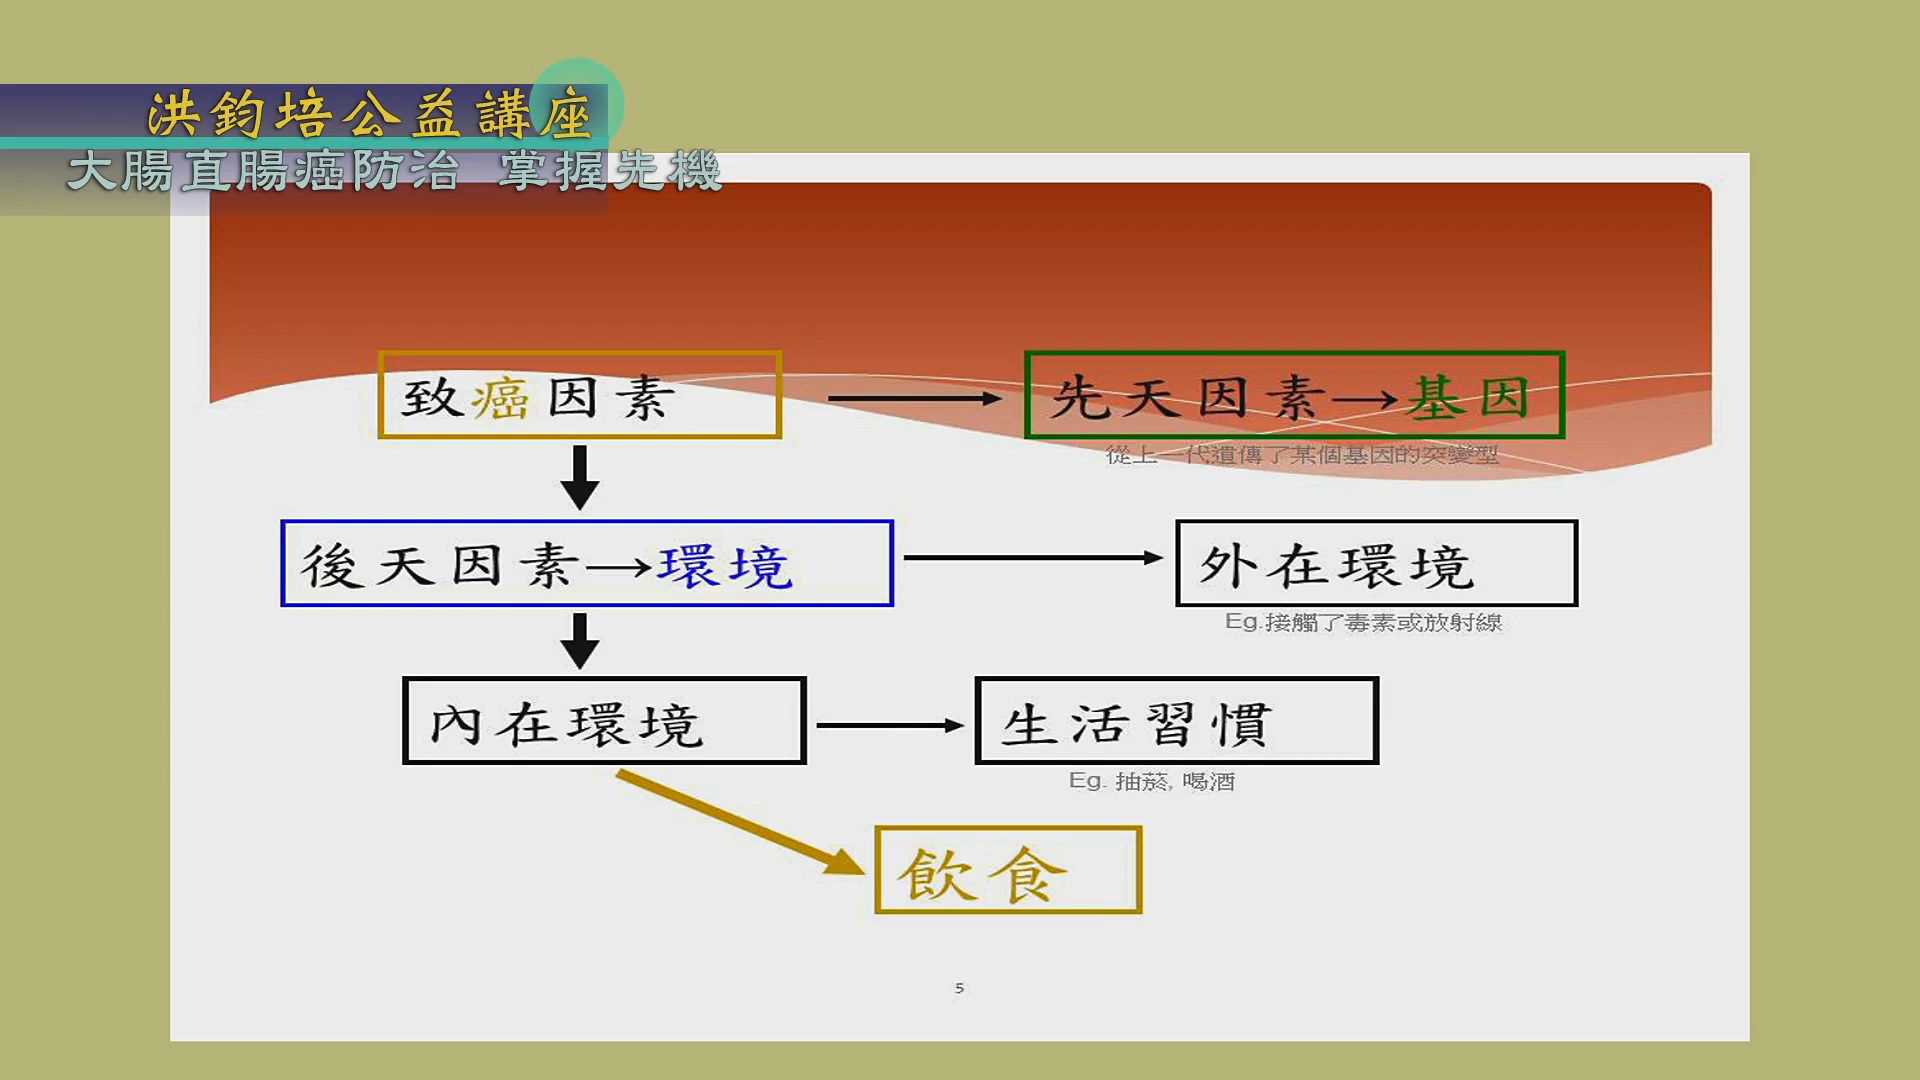 洪鈞培公益講座
大腸直腸癌防治 掌握先機
致癌因素
先天因素→基因
從上一代遺傳了某個基因的突變型
後天因素→環境
外在環境
Eg.接觸了毒素或放射線
內在環境
生活習慣
Eg. 抽菸, 喝酒
飲食
5